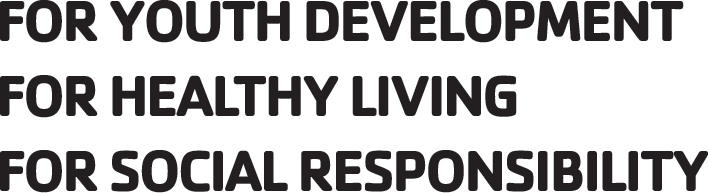 FOR YOUTH DEVELOPMENT
FOR HEALTHY LIVING
FOR SOCIAL RESPONSIBILITY